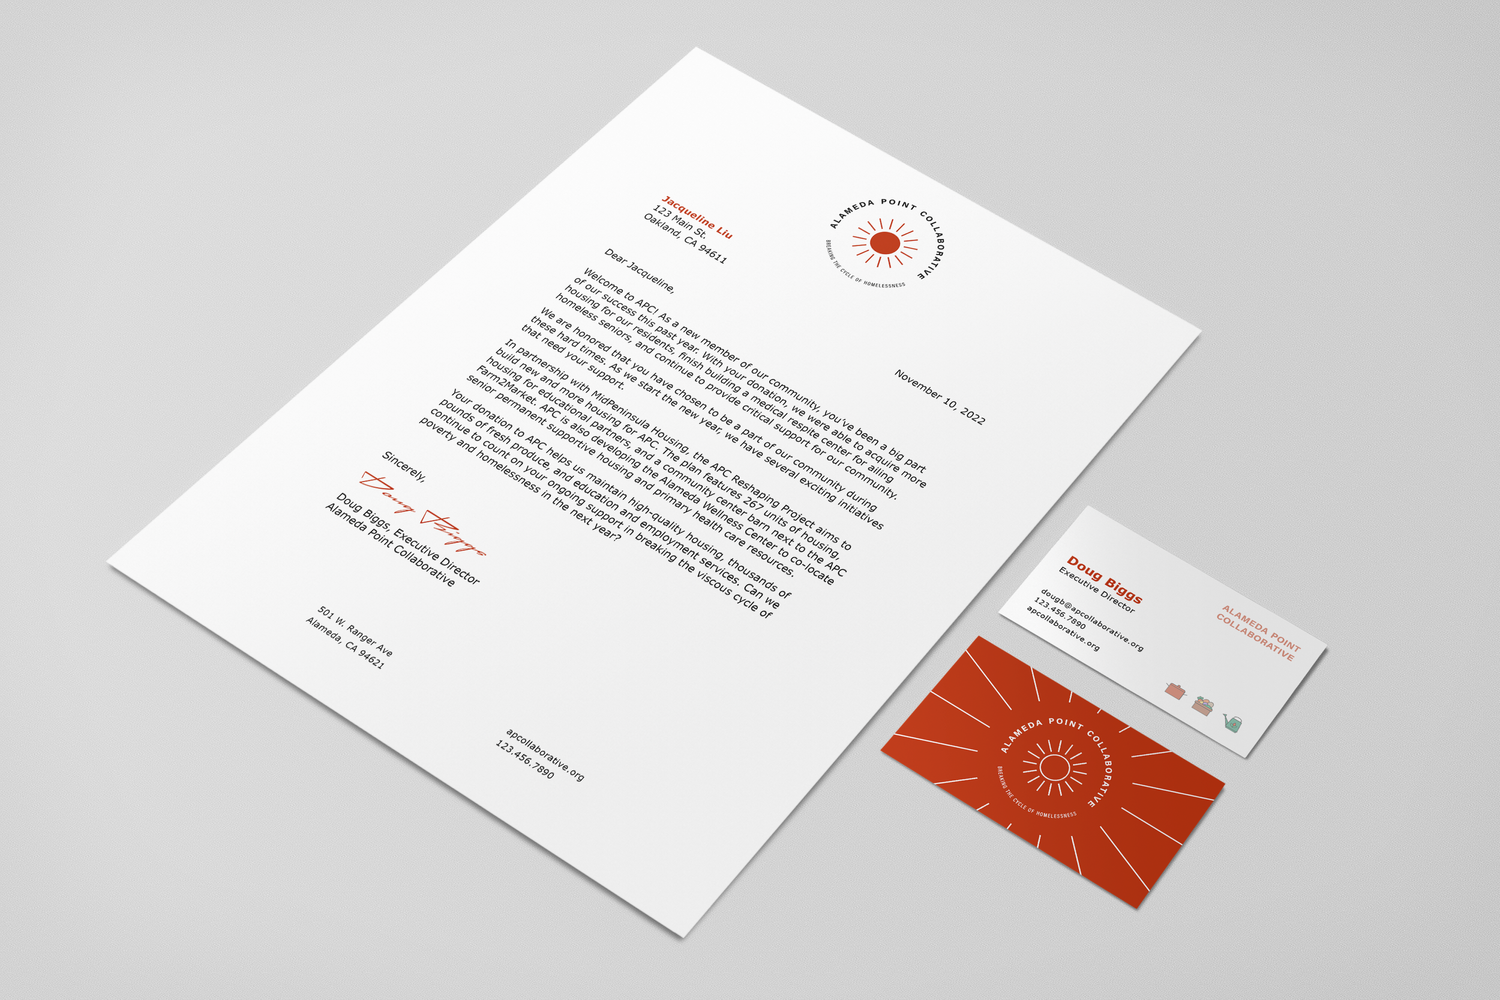 Jacqueline Liu
123 Main St.
Oakland, CA 94611
ALAMEDA POINT COLLABORATIVE
BREAKING THE CYCLE OF HOMELESSNESS
November 10, 2022
Dear Jacqueline,
Welcome to APC! As a new member of our community, you've been a big part
of our success this past year. With your donation, we were able to acquire more
housing for our residents, finish building a medical respite center for ailing
homeless seniors, and continue to provide critical support for our community.
We are honored that you have chosen to be a part of our community during
these hard times. As we start the new year, we have several exciting initiatives
that need your support.
In partnership with MidPeninsula Housing, the APC Reshaping Project aims to
build new and more housing for APC. The plan features 267 units of housing,
housing for educational partners, and a community center barn next to the APC
Farm2Market. APC is also developing the Alameda Wellness Center to co-locate
senior permanent supportive housing and primary health care resources.
Your donation to APC helps us maintain high-quality housing, thousands of
pounds of fresh produce, and education and employment services. Can we
continue to count on your ongoing support in breaking the viscous cycle of
poverty and homelessness in the next year?
Sincerely,
Doug Biggs
Doug Biggs, Executive Director
Alameda Point Collaborative
501 W. Ranger Ave
Alameda, CA 94621
apcollaborative.org
123.456.7890
Doug Biggs
Executive Director
dougb@apcollaborative.org
123.456.7890
apcollaborative.org
ALAMEDA POINT
COLLABORATIVE
ALAMEDA POINT COLLABORATIVE
BREAKING THE CYCLE OF HOMELESSNESS